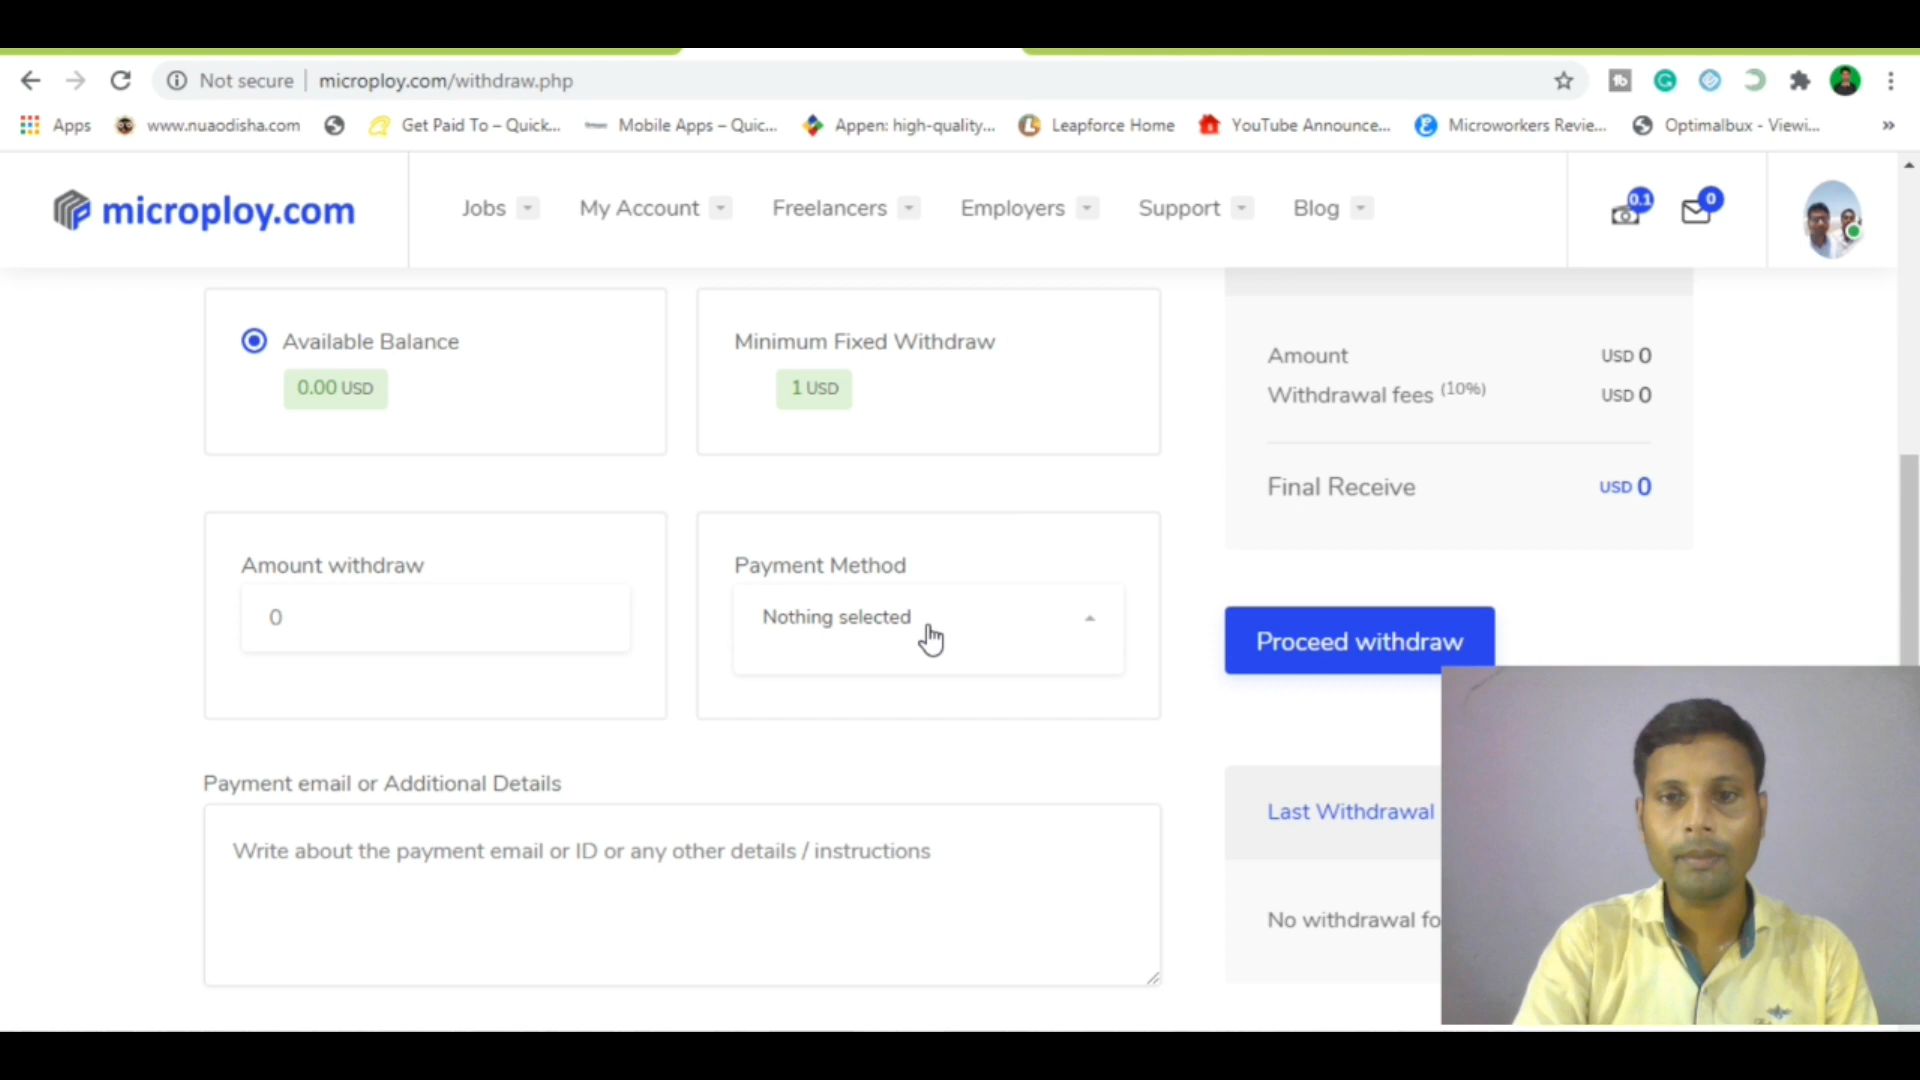 Not secure microploy.com/withdraw.php
Apps www.nuaodisha.com Get Paid To – Quick... Mobile Apps – Quic... Appen: high-quality... Leapforce Home YouTube Announce... Microworkers Revie... Optimalbux - Viewi... »
microploy.com Jobs My Account Freelancers Employers Support Blog 0.1 0
Available Balance
0.00 USD
Minimum Fixed Withdraw
1 USD
Amount USD 0
Withdrawal fees (10%) USD 0
Final Receive USD 0
Amount withdraw
0
Payment Method
Nothing selected
Proceed withdraw
Payment email or Additional Details
Write about the payment email or ID or any other details / instructions
Last Withdrawal
No withdrawal fo